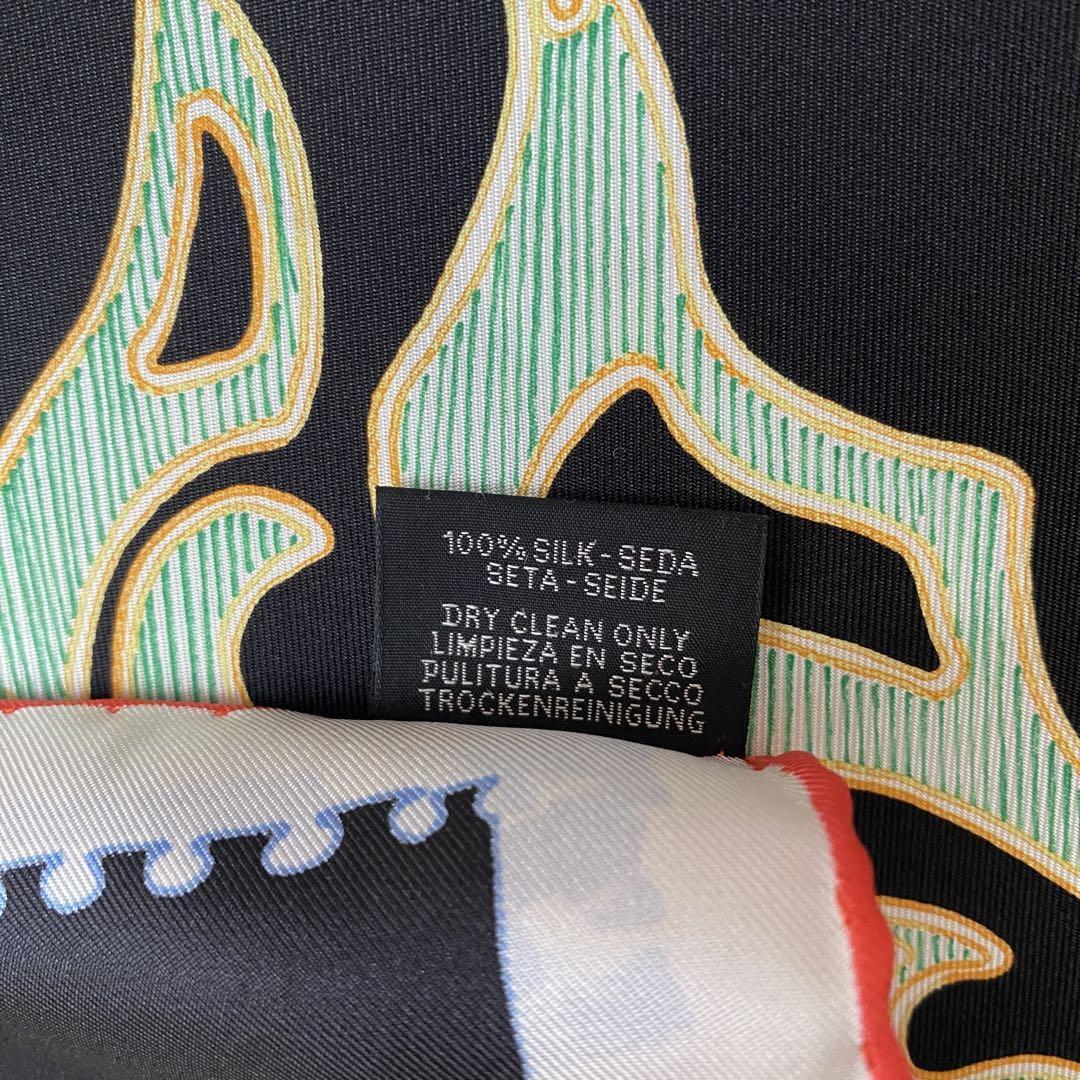 100% SILK - SEDA
SETA - SEIDE
DRY CLEAN ONLY
LIMPIEZA EN SECO
PULITURA A SECCO
TROCKENREINIGUNG